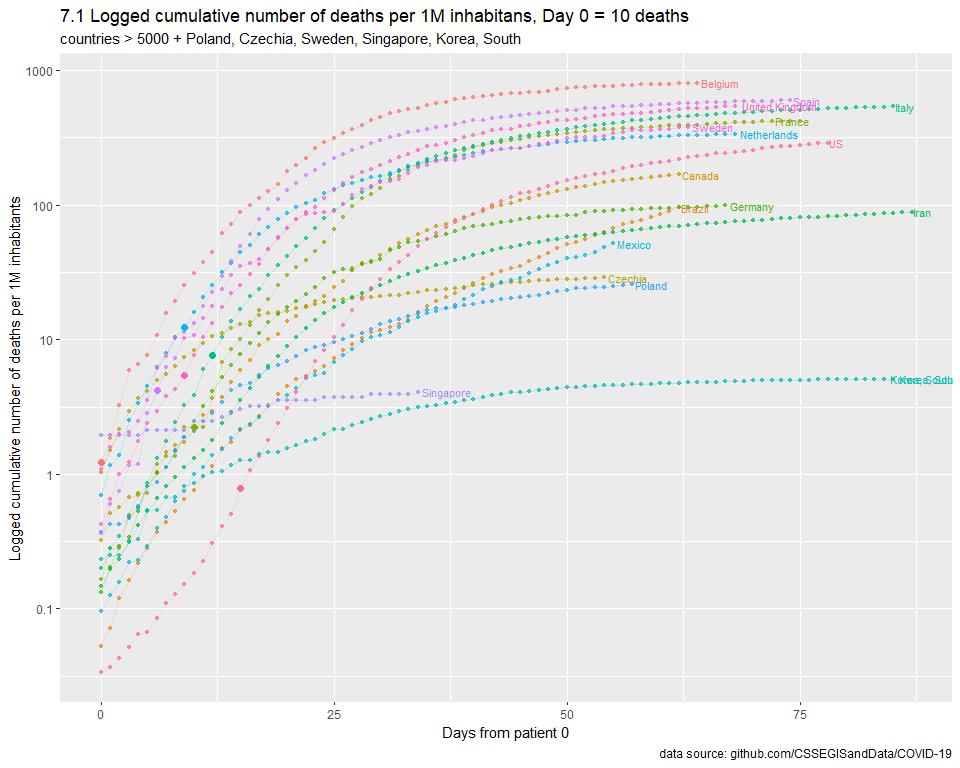 7.1 Logged cumulative number of deaths per 1M inhabitans, Day 0 = 10 deaths
countries > 5000 + Poland, Czechia, Sweden, Singapore, Korea, South
Logged cumulative number of deaths per 1M inhabitants
1000
100
10
1
0.1
Belgium
Spain
United Kingdom
Italy
France
Sweden
Netherlands
US
Canada
Germany
Brazil
Iran
Mexico
Czechia
Poland
Singapore
Korea, South
0
25
50
75
Days from patient 0
data source: github.com/CSSEGISandData/COVID-19